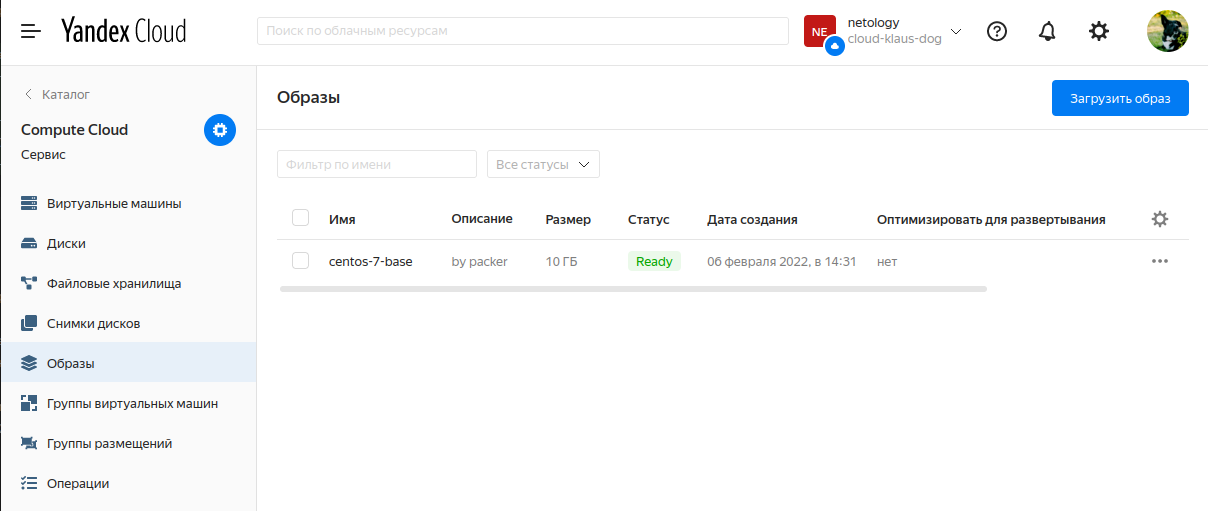 Yandex Cloud
Поиск по облачным ресурсам
NE
netology
cloud-klaus-dog
Каталог
Compute Cloud
Сервис
Виртуальные машины
Диски
Файловые хранилища
Снимки дисков
Образы
Группы виртуальных машин
Группы размещений
Операции
Образы
Загрузить образ
Фильтр по имени
Все статусы
Имя Описание Размер Статус Дата создания Оптимизировать для развертывания
centos-7-base by packer 10 ГБ Ready 06 февраля 2022, в 14:31 нет